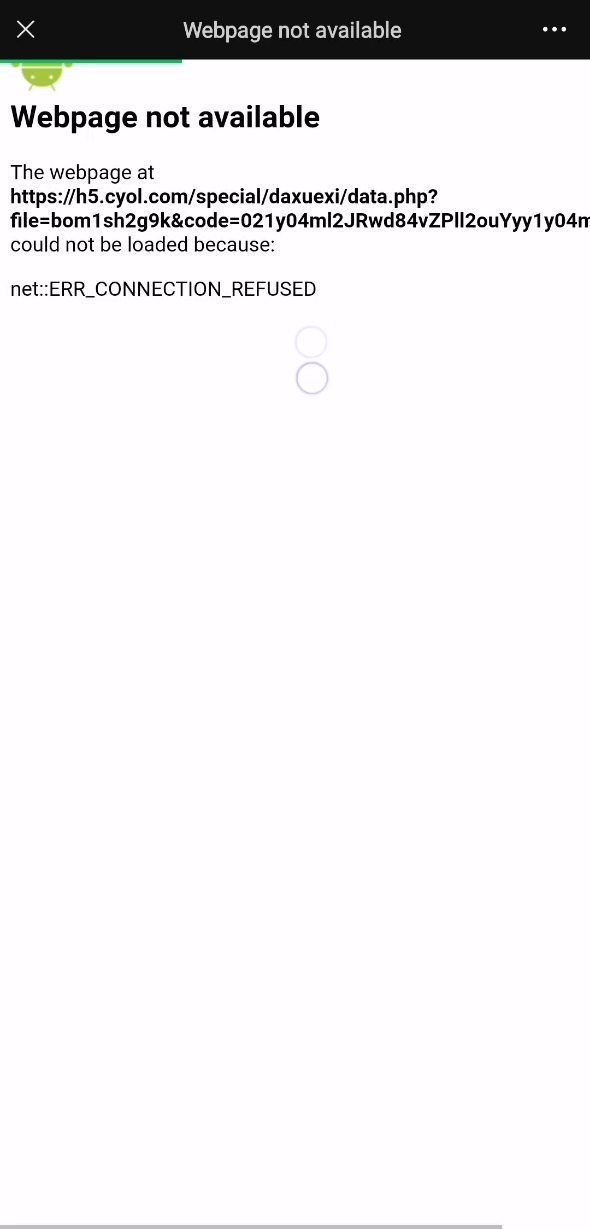 Webpage not available
Webpage not available
The webpage at
https://h5.cyol.com/special/daxuexi/data.php?
file=bom1sh2g9k&code=021y04ml2JRwd84vZPll2ouYyy1y04m
could not be loaded because:
net::ERR_CONNECTION_REFUSED